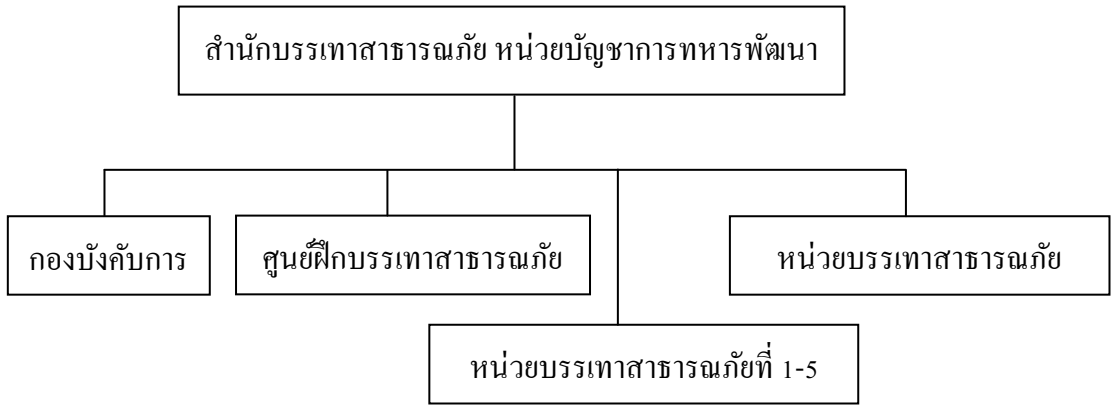 สำนักบรรเทาสาธารณภัย หน่วยบัญชาการทหารพัฒนา
กองบังคับการ
ศูนย์ฝึกบรรเทาสาธารณภัย
หน่วยบรรเทาสาธารณภัย
หน่วยบรรเทาสาธารณภัยที่ 1-5